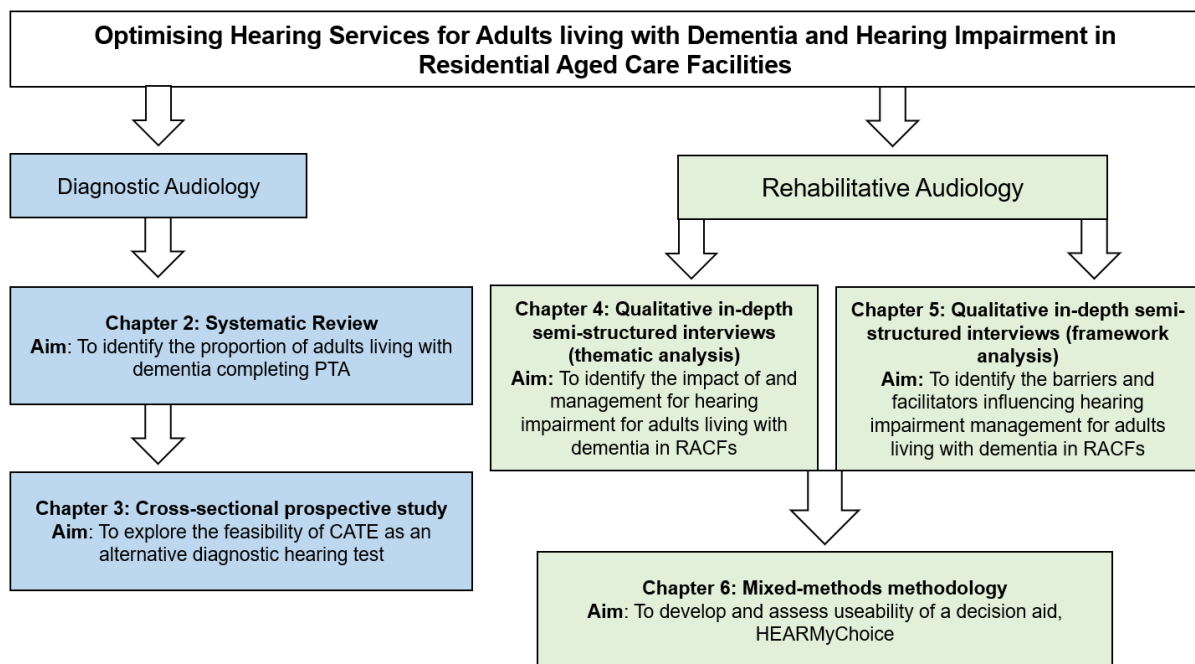 Optimising Hearing Services for Adults living with Dementia and Hearing Impairment in
Residential Aged Care Facilities
Diagnostic Audiology
Rehabilitative Audiology
Chapter 2: Systematic Review
Aim: To identify the proportion of adults living with
dementia completing PTA
Chapter 3: Cross-sectional prospective study
Aim: To explore the feasibility of CATE as an
alternative diagnostic hearing test
Chapter 4: Qualitative in-depth
semi-structured interviews
(thematic analysis)
Aim: To identify the impact of and
management for hearing
impairment for adults living with
dementia in RACFs
Chapter 5: Qualitative in-depth semi-
structured interviews (framework
analysis)
Aim: To identify the barriers and
facilitators influencing hearing
impairment management for adults
living with dementia in RACFs
Chapter 6: Mixed-methods methodology
Aim: To develop and assess useability of a decision aid,
HEARMyChoice